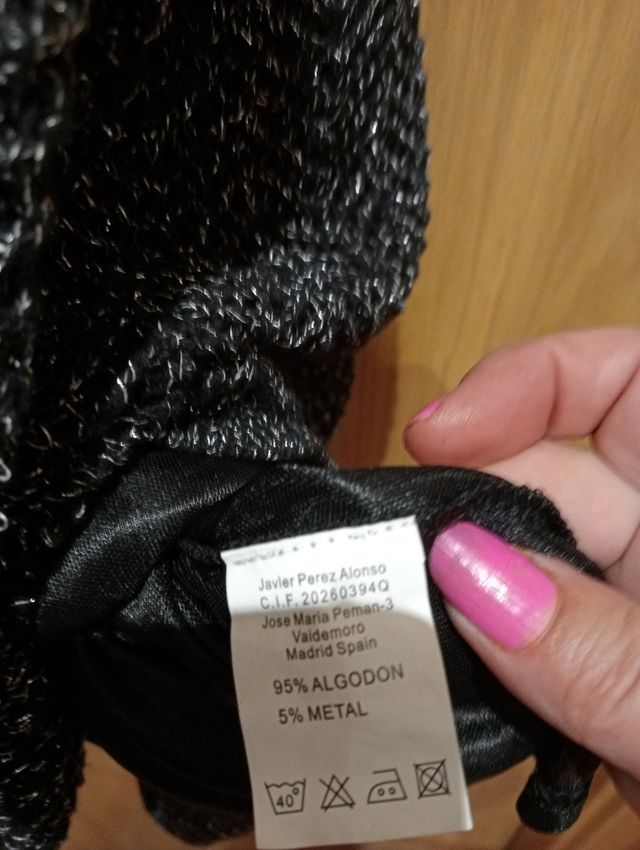 Javier Perez Alonso
C.I.F. 20260394Q
Jose Maria Peman-3
Valdemoro
Madrid Spain
95% ALGODON
5% METAL
40°